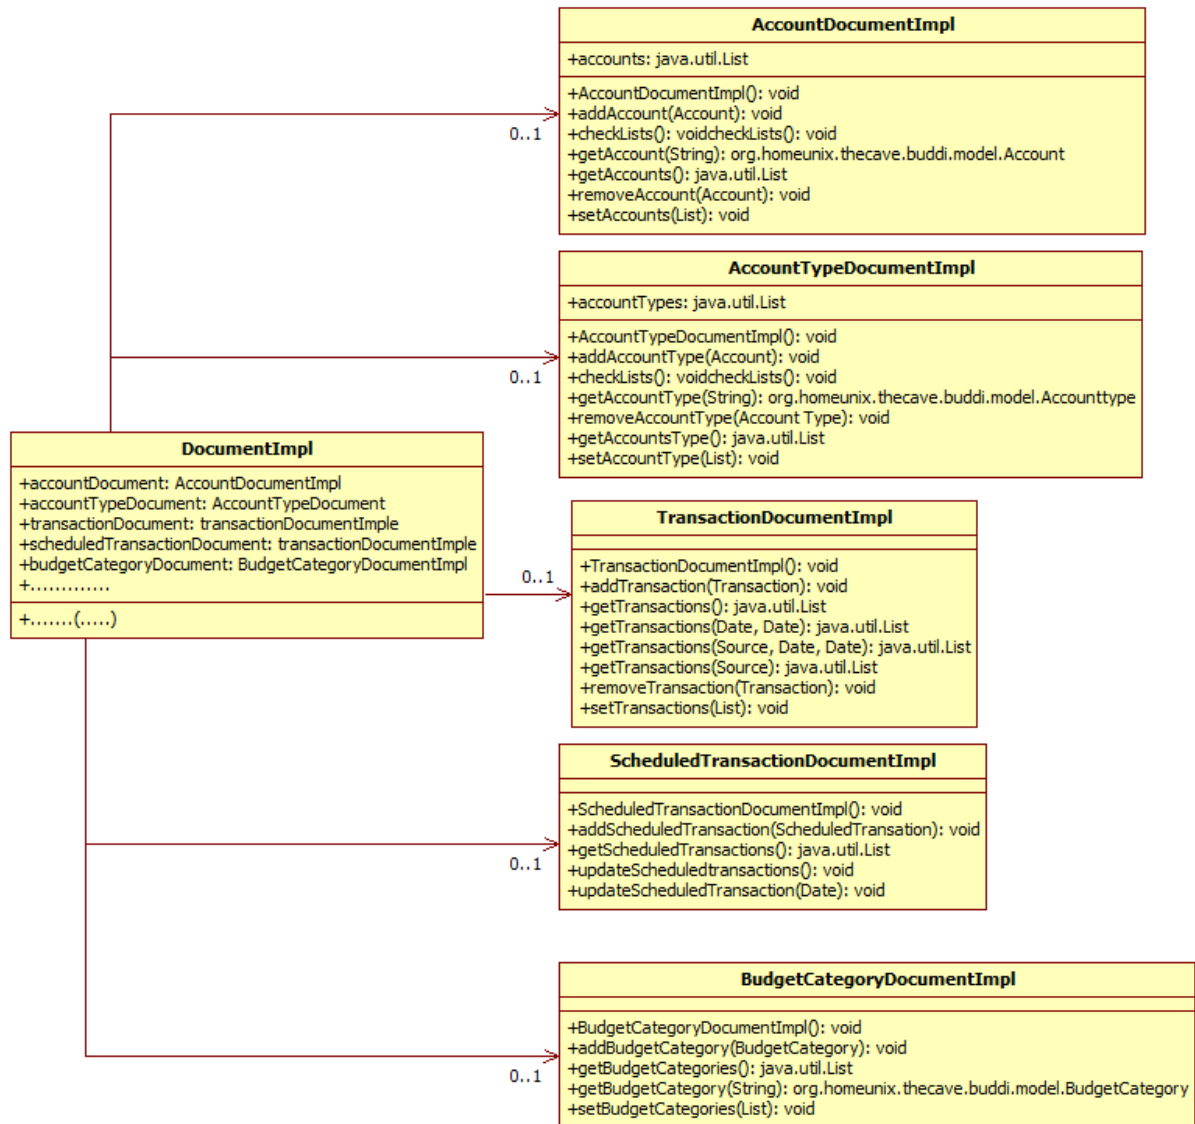 AccountDocumentImpl
+accounts: java.util.List
+AccountDocumentImpl(): void
+addAccount(Account): void
+checkLists(): voidcheckLists(): void
+getAccount(String): org.homeunix.thecave.buddi.model.Account
+getAccounts(): java.util.List
+removeAccount(Account): void
+setAccounts(List): void
0..1
AccountTypeDocumentImpl
+accountTypes: java.util.List
+AccountTypeDocumentImpl(): void
+addAccountType(Account): void
+checkLists(): voidcheckLists(): void
+getAccountType(String): org.homeunix.thecave.buddi.model.Accounttype
+removeAccountType(Account Type): void
+getAccountsType(): java.util.List
+setAccountType(List): void
0..1
DocumentImpl
+accountDocument: AccountDocumentImpl
+accountTypeDocument: AccountTypeDocument
+transactionDocument: transactionDocumentImple
+scheduledTransactionDocument: transactionDocumentImple
+budgetCategoryDocument: BudgetCategoryDocumentImpl
+.............
+.......(.....)
0..1
TransactionDocumentImpl
+TransactionDocumentImpl(): void
+addTransaction(Transaction): void
+getTransactions(): java.util.List
+getTransactions(Date, Date): java.util.List
+getTransactions(Source, Date, Date): java.util.List
+getTransactions(Source): java.util.List
+removeTransaction(Transaction): void
+setTransactions(List): void
ScheduledTransactionDocumentImpl
+ScheduledTransactionDocumentImpl(): void
+addScheduledTransaction(ScheduledTransation): void
+getScheduledTransactions(): java.util.List
+updateScheduledtransactions(): void
+updateScheduledTransaction(Date): void
0..1
BudgetCategoryDocumentImpl
+BudgetCategoryDocumentImpl(): void
+addBudgetCategory(BudgetCategory): void
+getBudgetCategories(): java.util.List
+getBudgetCategory(String): org.homeunix.thecave.buddi.model.BudgetCategory
+setBudgetCategories(List): void
0..1